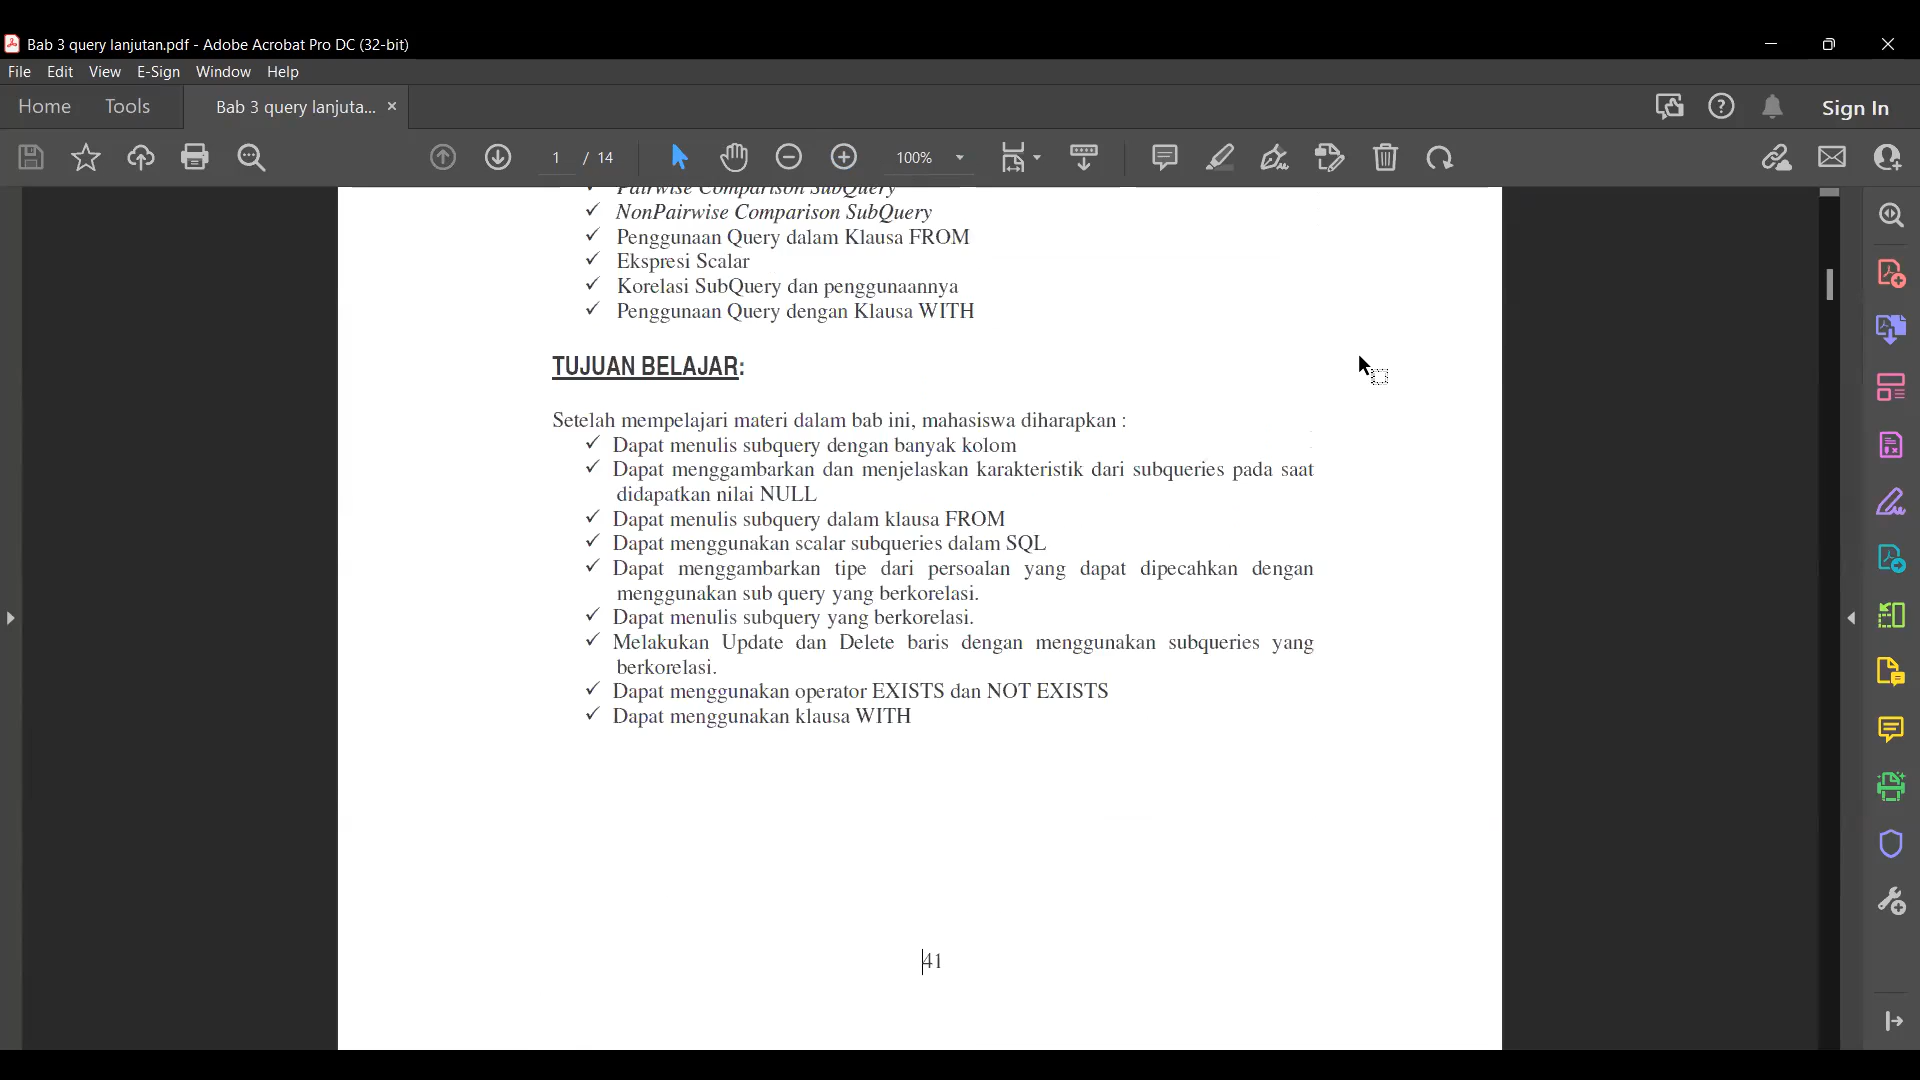 Bab 3 query lanjutan.pdf - Adobe Acrobat Pro DC (32-bit)
File Edit View E-Sign Window Help
Home Tools Bab 3 query lanjuta... × Sign In
1 / 14 100%
Pairwise Comparison SubQuery
✓ NonPairwise Comparison SubQuery
✓ Penggunaan Query dalam Klausa FROM
✓ Ekspresi Scalar
✓ Korelasi SubQuery dan penggunaannya
✓ Penggunaan Query dengan Klausa WITH
TUJUAN BELAJAR:
Setelah mempelajari materi dalam bab ini, mahasiswa diharapkan :
✓ Dapat menulis subquery dengan banyak kolom
✓ Dapat menggambarkan dan menjelaskan karakteristik dari subqueries pada saat
didapatkan nilai NULL
✓ Dapat menulis subquery dalam klausa FROM
✓ Dapat menggunakan scalar subqueries dalam SQL
✓ Dapat menggambarkan tipe dari persoalan yang dapat dipecahkan dengan
menggunakan sub query yang berkorelasi.
✓ Dapat menulis subquery yang berkorelasi.
✓ Melakukan Update dan Delete baris dengan menggunakan subqueries yang
berkorelasi.
✓ Dapat menggunakan operator EXISTS dan NOT EXISTS
✓ Dapat menggunakan klausa WITH
41